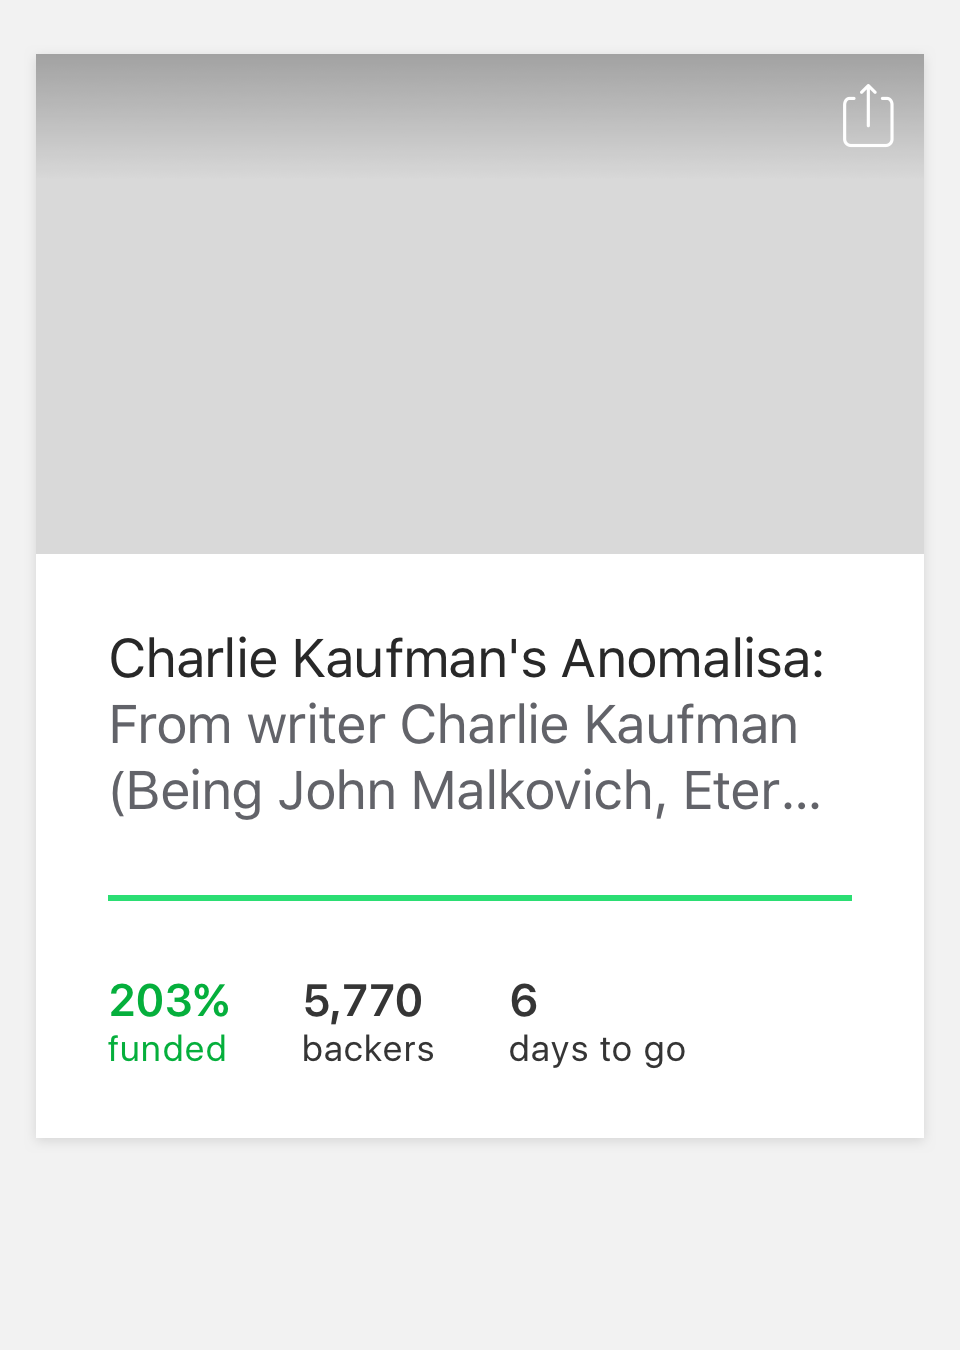 Charlie Kaufman's Anomalisa:
From writer Charlie Kaufman
(Being John Malkovich, Eter...
203% 5,770 6
funded backers days to go